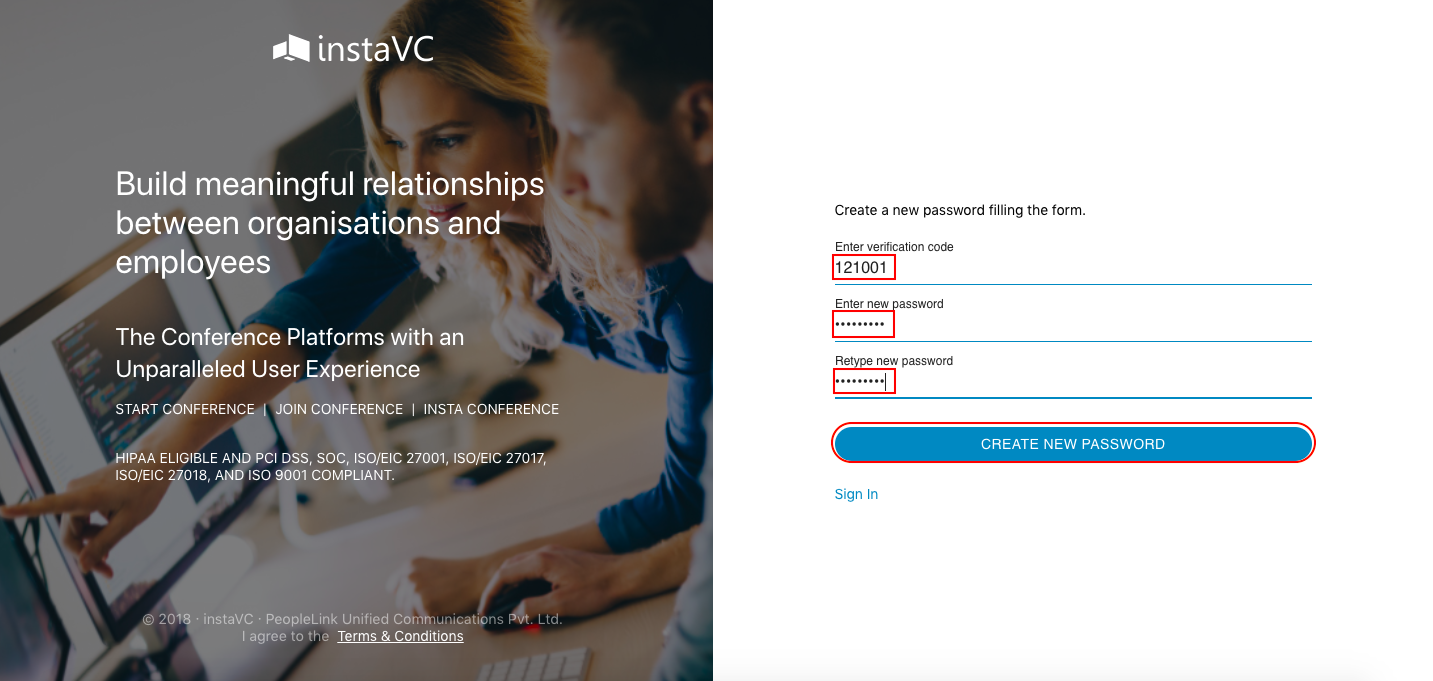 instaVC
Build meaningful relationships
between organisations and
employees
The Conference Platforms with an
Unparalleled User Experience
START CONFERENCE | JOIN CONFERENCE | INSTA CONFERENCE
HIPAA ELIGIBLE AND PCI DSS, SOC, ISO/EIC 27001, ISO/EIC 27017,
ISO/EIC 27018, AND ISO 9001 COMPLIANT.
© 2018 · instaVC · PeopleLink Unified Communications Pvt. Ltd.
I agree to the Terms & Conditions
Create a new password filling the form.
Enter verification code
121001
Enter new password
•••••••••
Retype new password
•••••••••
CREATE NEW PASSWORD
Sign In